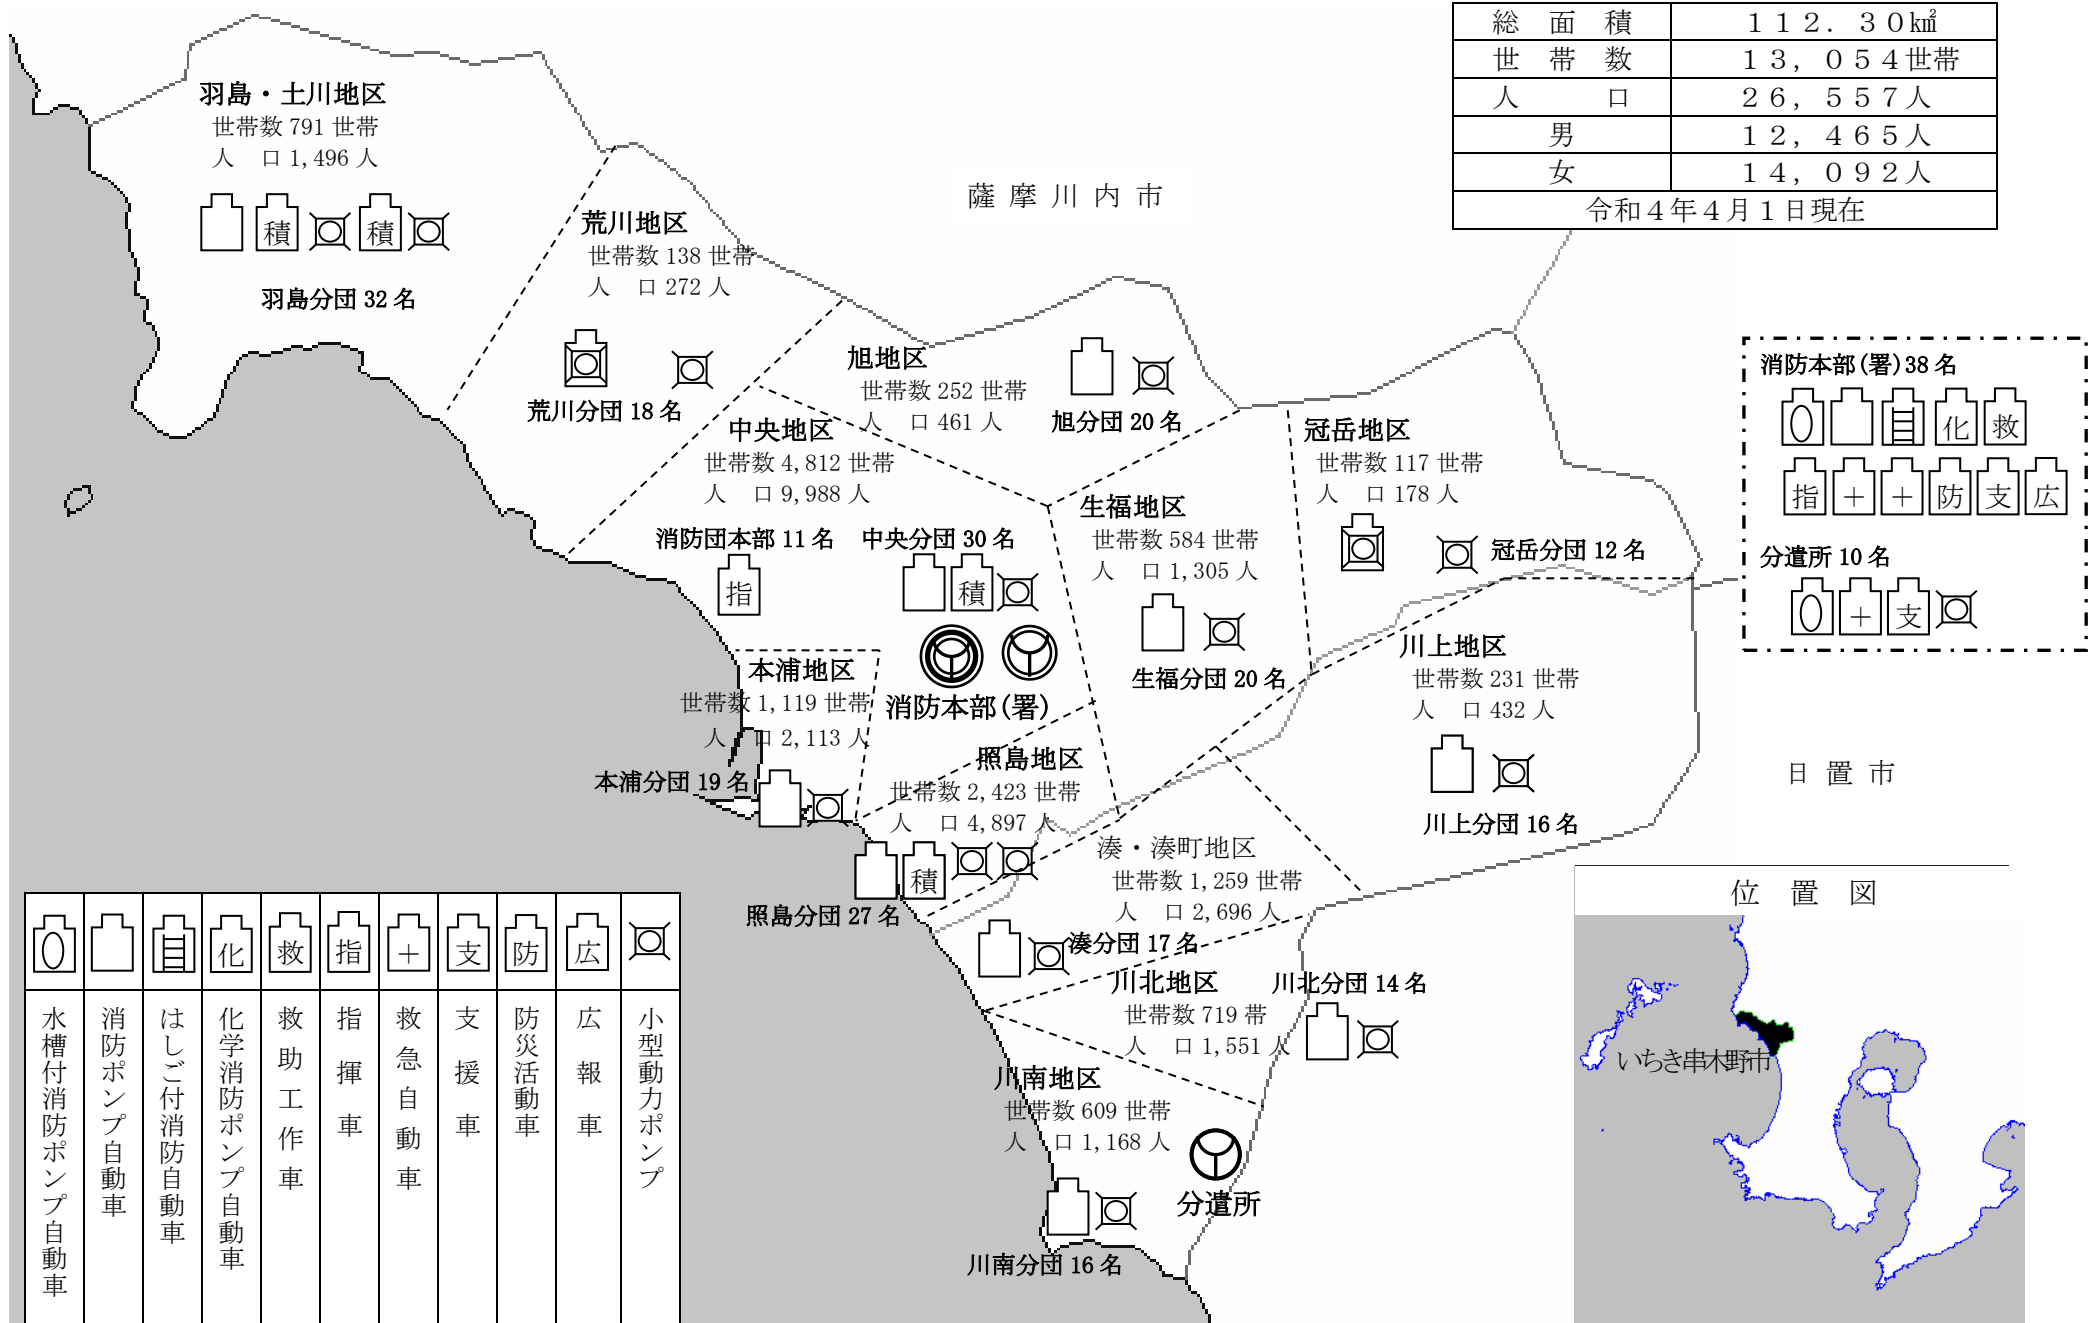 総面積 １１２．３０㎢
世帯数 １３，０５４世帯
人口 ２６，５５７人
男 １２，４６５人
女 １４，０９２人
令和４年４月１日現在
羽島・土川地区
世帯数 791 世帯
人　口 1,496 人
積
積
羽島分団 32 名
薩摩川内市
荒川地区
世帯数 138 世帯
人　口 272 人
荒川分団 18 名
旭地区
世帯数 252 世帯
人　口 461 人
旭分団 20 名
中央地区
世帯数 4,812 世帯
人　口 9,988 人
消防団本部 11 名
指
中央分団 30 名
積
消防本部(署)
生福地区
世帯数 584 世帯
人　口 1,305 人
生福分団 20 名
冠岳地区
世帯数 117 世帯
人　口 178 人
冠岳分団 12 名
消防本部(署)38 名
化
救
指
＋
＋
防
支
広
分遣所 10 名
＋
支
川上地区
世帯数 231 世帯
人　口 432 人
川上分団 16 名
日置市
本浦地区
世帯数 1,119 世帯
人　口 2,113 人
本浦分団 19 名
照島地区
世帯数 2,423 世帯
人　口 4,897 人
積
照島分団 27 名
湊・湊町地区
世帯数 1,259 世帯
人　口 2,696 人
湊分団 17 名
川北地区
世帯数 719 帯
人　口 1,551 人
川北分団 14 名
川南地区
世帯数 609 世帯
人　口 1,168 人
分遣所
川南分団 16 名
位置図
いちき串木野市
化
救
指
＋
支
防
広
水槽付消防ポンプ自動車
消防ポンプ自動車
はしご付消防自動車
化学消防ポンプ自動車
救助工作車
指揮車
救急自動車
支援車
防災活動車
広報車
小型動力ポンプ